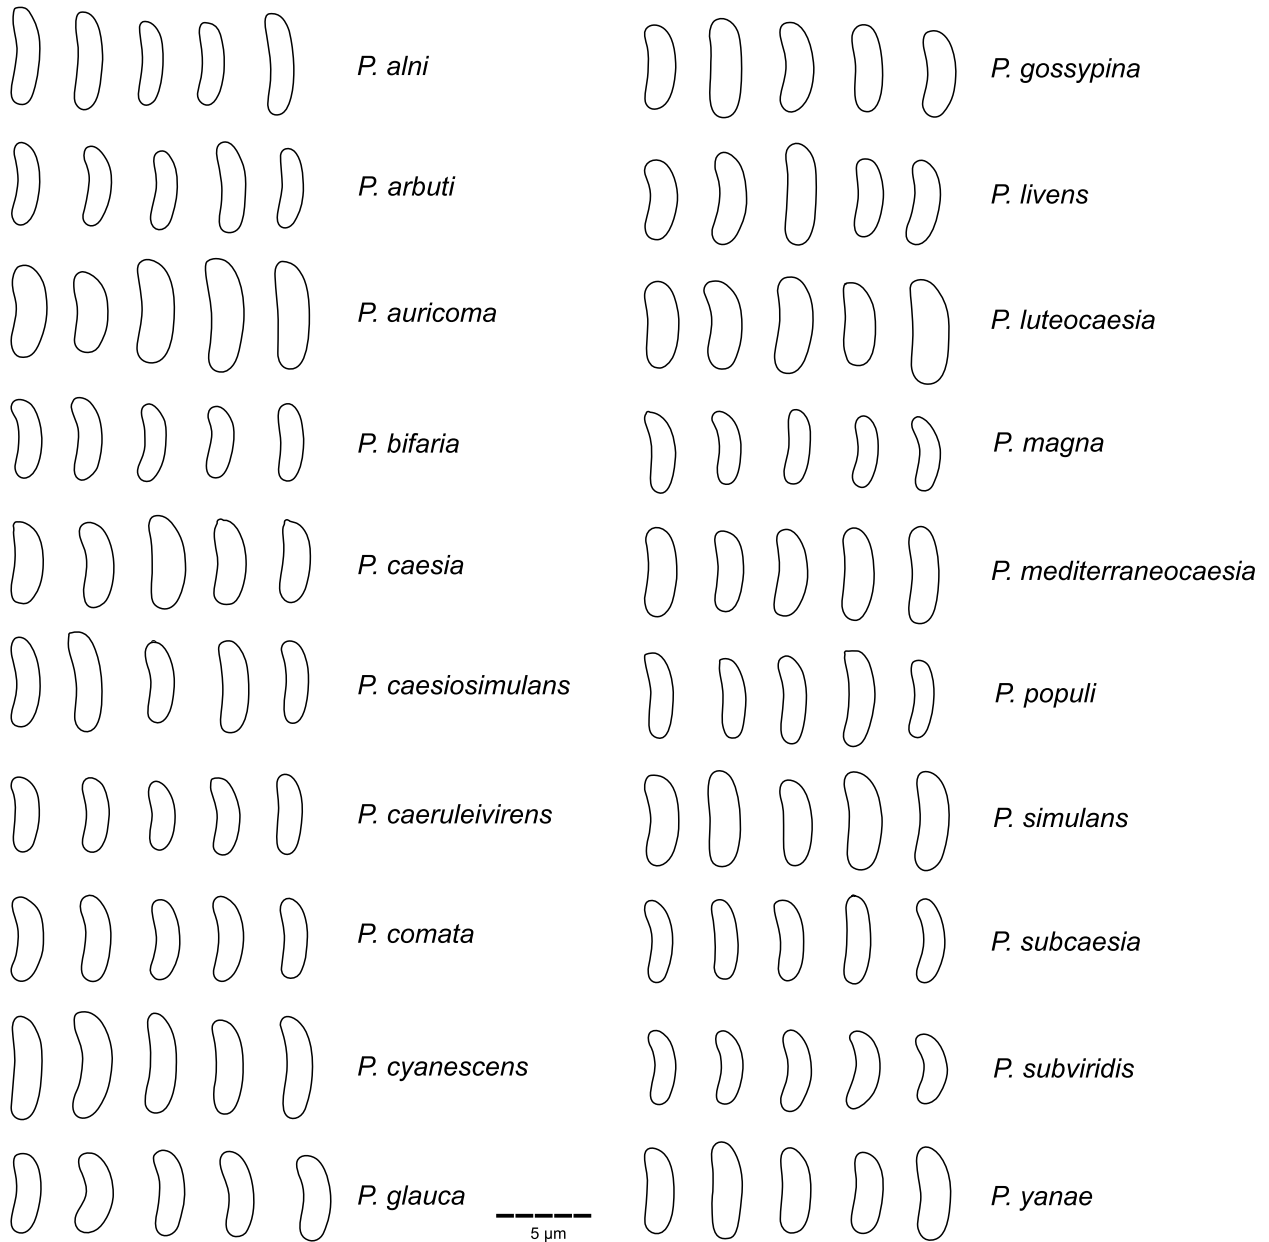 P. alni
P. arbuti
P. auricoma
P. bifaria
P. caesia
P. caesiosimulans
P. caeruleivirens
P. comata
P. cyanescens
P. glauca
5 µm
P. gossypina
P. livens
P. luteocaesia
P. magna
P. mediterraneocaesia
P. populi
P. simulans
P. subcaesia
P. subviridis
P. yanae